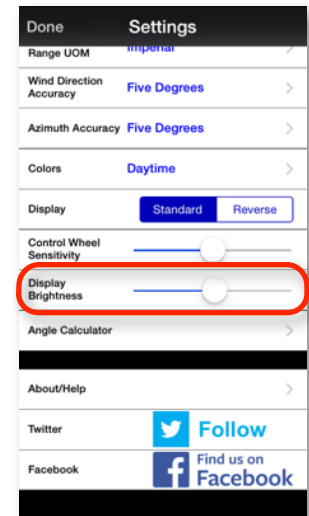 Done Settings
Range UOM Imperial
Wind Direction
Accuracy
Five Degrees
Azimuth Accuracy Five Degrees
Colors Daytime
Display Standard Reverse
Control Wheel
Sensitivity
Display
Brightness
Angle Calculator
About/Help
Twitter Follow
Facebook Find us on
Facebook